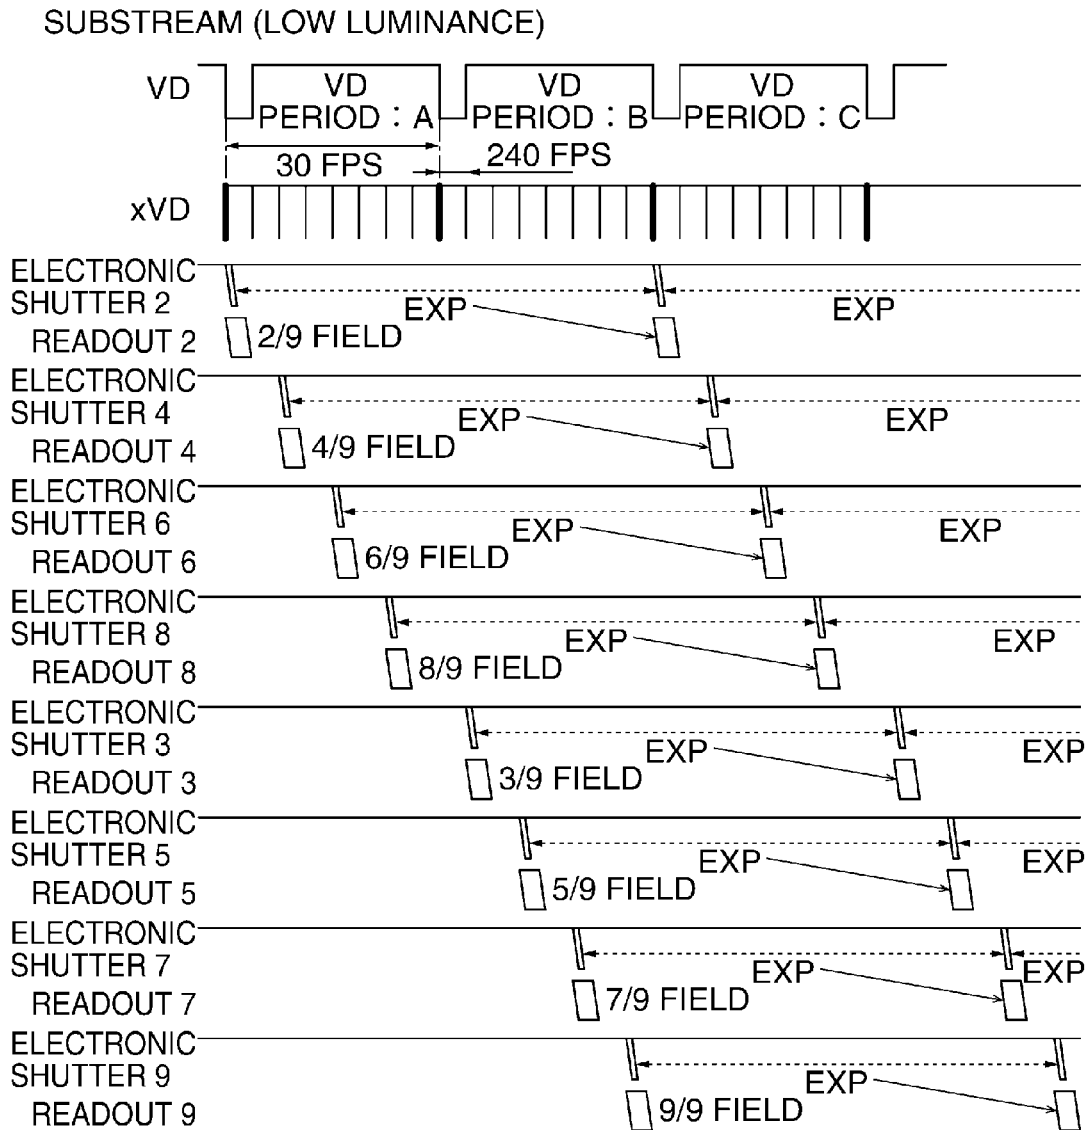 SUBSTREAM (LOW LUMINANCE)
VD
VD PERIOD : A
VD PERIOD : B
VD PERIOD : C
30 FPS
240 FPS
xVD
ELECTRONIC SHUTTER 2
EXP
EXP
READOUT 2
2/9 FIELD
ELECTRONIC SHUTTER 4
EXP
EXP
READOUT 4
4/9 FIELD
ELECTRONIC SHUTTER 6
EXP
EXP
READOUT 6
6/9 FIELD
ELECTRONIC SHUTTER 8
EXP
EXP
READOUT 8
8/9 FIELD
ELECTRONIC SHUTTER 3
EXP
EXP
READOUT 3
3/9 FIELD
ELECTRONIC SHUTTER 5
EXP
EXP
READOUT 5
5/9 FIELD
ELECTRONIC SHUTTER 7
EXP
EXP
READOUT 7
7/9 FIELD
ELECTRONIC SHUTTER 9
EXP
READOUT 9
9/9 FIELD